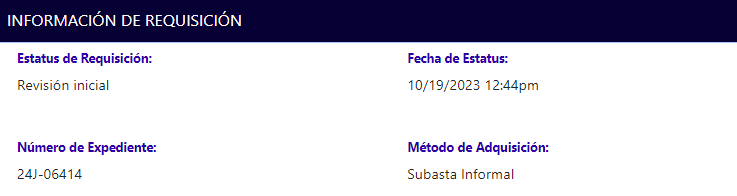 INFORMACIÓN DE REQUISICIÓN
Estatus de Requisición:
Fecha de Estatus:
Revisión inicial
10/19/2023 12:44pm
Número de Expediente:
Método de Adquisición:
24J-06414
Subasta Informal